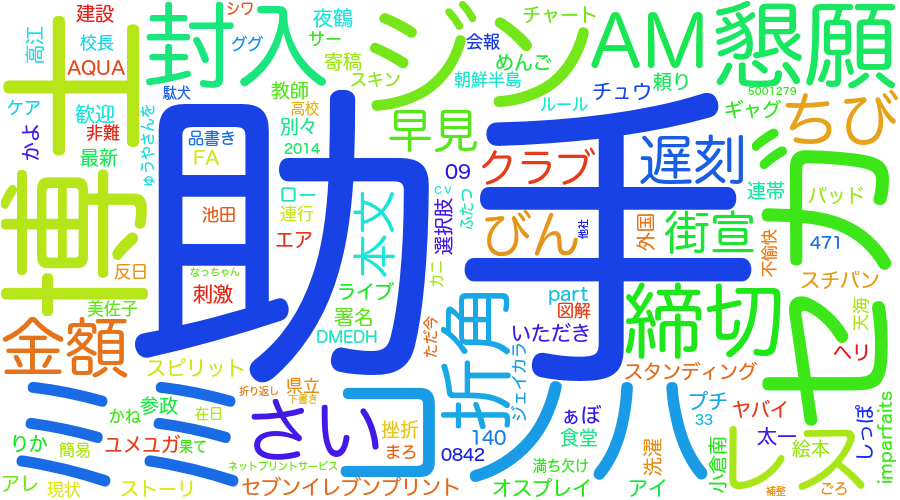 シワ
建設
高江
校長
AQUA
ケア
歓迎
かよ
非難
最新
ゅうやさんを
士
封入
駄犬
ググ
夜鶴
サー
寄稿
スキン
教師
高校
別々
2014
品書き
FA
ジン
会報
チャート
めんご
朝鮮半島
ルール
早見
AM
チュウ
頼り
懇願
5001279
ギャグ
ちび
助手
09
クラブ
遅刻
連帯
パッド
ロー
連行
池田
エア
本文
CV
選択肢
ふたつ
びん
他社
外国
街宣
不愉快
471
ガ
博
反日
美佐子
なっちゃん
刺激
カニ
ライブ
署名
DMEDH
ただ今
折角
part
図解
いただき
ジェイカラ
締切
スチパン
天海
ヘリ
セ
金額
スピリット
折り返し
県立
下書き
スタンディング
ミミ
かね
参政
在日
さい
ヨ
挫折
まろ
140
0842
ぁぼ
食堂
ハ
プチ
33
ヤバイ
太一
しっぽ
imparfaits
りか
簡易
ユメユガ
果て
アレ
現状
ストーリ
ネットプリントサービス
セブンイレブンプリント
満ち欠け
オスプレイ
アイ
洗濯
小倉南
レス
絵本
補整
ごろ